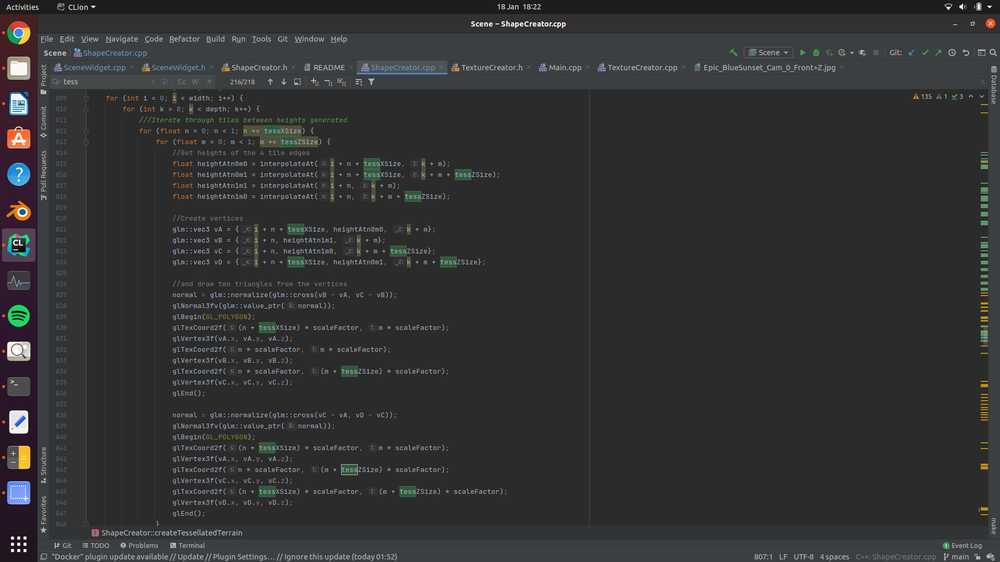 Activities CLion 18 Jan 18:22
Scene – ShapeCreator.cpp
File Edit View Navigate Code Refactor Build Run Tools Git Window Help
Scene ShapeCreator.cpp Scene Git:
SceneWidget.cpp SceneWidget.h ShapeCreator.h README ShapeCreator.cpp TextureCreator.h Main.cpp TextureCreator.cpp Epic_BlueSunset_Cam_0_Front+Z.jpg
tess Cc W .* 216/218
135 1 3
809 for (int i = 0; i < width; i++) {
810 for (int k = 0; k < depth; k++) {
811 ///Iterate through tiles between heights generated
812 for (float n = 0; n < 1; n += tessXSize) {
813 for (float m = 0; m < 1; m += tessZSize) {
814 //Get heights of the 4 tile edges
815 float heightAtn0m0 = interpolateAt( x: i + n + tessXSize, z: k + m);
816 float heightAtn0m1 = interpolateAt( x: i + n + tessXSize, z: k + m + tessZSize);
817 float heightAtn1m1 = interpolateAt( x: i + n, z: k + m);
818 float heightAtn1m0 = interpolateAt( x: i + n, z: k + m + tessZSize);
819
820 //Create vertices
821 glm::vec3 vA = { _x: i + n + tessXSize, heightAtn0m0, _z: k + m};
822 glm::vec3 vB = { _x: i + n, heightAtn1m1, _z: k + m};
823 glm::vec3 vC = { _x: i + n, heightAtn1m0, _z: k + m + tessZSize};
824 glm::vec3 vD = { _x: i + n + tessXSize, heightAtn0m1, _z: k + m + tessZSize};
825
826 //and draw two triangles from the vertices
827 normal = glm::normalize(glm::cross(vB - vA, vC - vB));
828 glNormal3fv(glm::value_ptr( &: normal));
829 glBegin(GL_POLYGON);
830 glTexCoord2f( s: (n + tessXSize) * scaleFactor, t: m * scaleFactor);
831 glVertex3f(vA.x, vA.y, vA.z);
832 glTexCoord2f( s: n * scaleFactor, t: m * scaleFactor);
833 glVertex3f(vB.x, vB.y, vB.z);
834 glTexCoord2f( s: n * scaleFactor, t: (m + tessZSize) * scaleFactor);
835 glVertex3f(vC.x, vC.y, vC.z);
836 glEnd();
837
838 normal = glm::normalize(glm::cross(vC - vA, vD - vC));
839 glNormal3fv(glm::value_ptr( &: normal));
840 glBegin(GL_POLYGON);
841 glTexCoord2f( s: (n + tessXSize) * scaleFactor, t: m * scaleFactor);
842 glVertex3f(vA.x, vA.y, vA.z);
843 glTexCoord2f( s: n * scaleFactor, t: (m + tessZSize) * scaleFactor);
844 glVertex3f(vC.x, vC.y, vC.z);
845 glTexCoord2f( s: (n + tessXSize) * scaleFactor, t: (m + tessZSize) * scaleFactor);
846 glVertex3f(vD.x, vD.y, vD.z);
847 glEnd();
848 }
Project
Commit
Pull Requests
Structure
Favorites
Database
make
ShapeCreator::createTessellatedTerrain
Git TODO Problems Terminal 1 Event Log
"Docker" plugin update available // Update // Plugin Settings... // Ignore this update (today 01:52) 807:1 LF UTF-8 4 spaces C++: ShapeCreator.cpp main